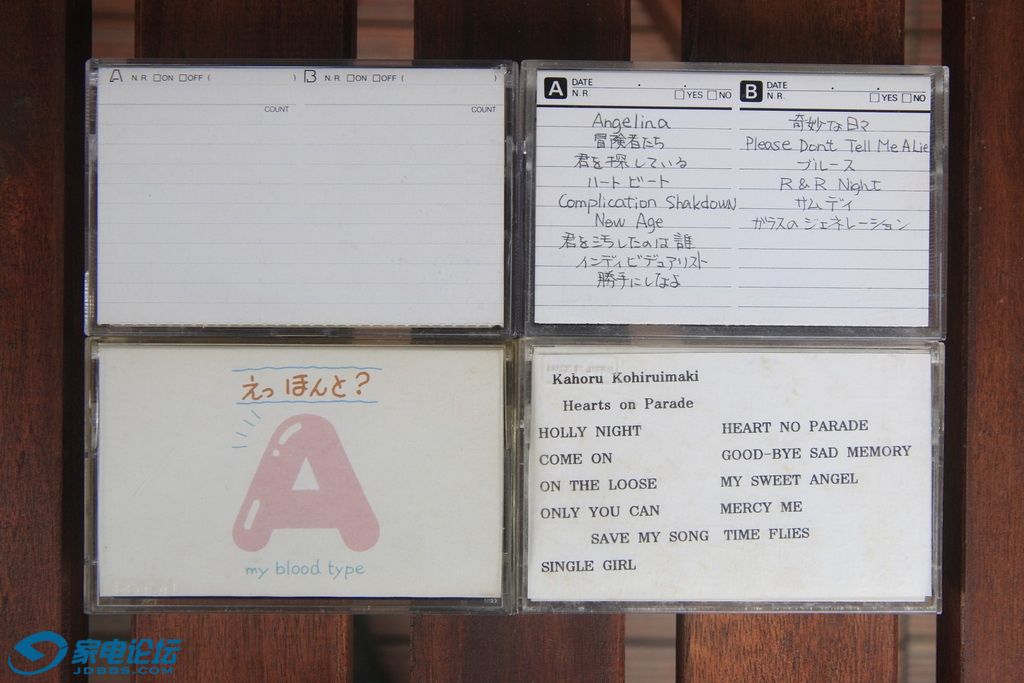 A N.R. □ON □OFF ( ) B N.R. □ON □OFF ( )
COUNT COUNT
A DATE . .
N.R □YES □NO
Angelina
冒険者たち
君を探している
ハートビート
Complication Shakdown
New Age
君を汚したのは誰
インディビデュアリスト
勝手にしなよ
B DATE . .
N.R □YES □NO
奇妙な日々
Please Don't Tell Me A Lie
ブルース
R&R Night
サムデイ
ガラスのジェネレーション
えっほんと?
A
my blood type
Kahoru Kohiruimaki
Hearts on Parade
HOLLY NIGHT HEART NO PARADE
COME ON GOOD-BYE SAD MEMORY
ON THE LOOSE MY SWEET ANGEL
ONLY YOU CAN MERCY ME
SAVE MY SONG TIME FLIES
SINGLE GIRL
家电论坛
JDBBS.COM